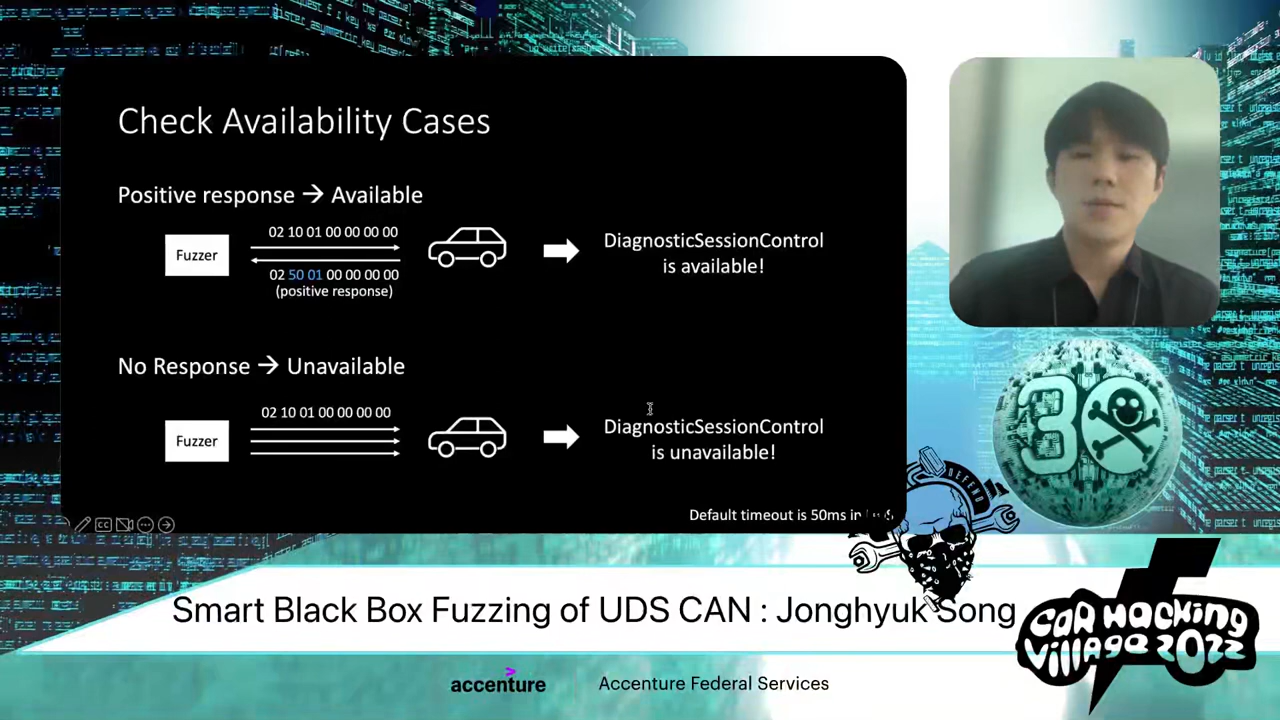 Check Availability Cases
Positive response → Available
02 10 01 00 00 00 00
Fuzzer
02 50 01 00 00 00 00
(positive response)
DiagnosticSessionControl
is available!
No Response → Unavailable
02 10 01 00 00 00 00
Fuzzer
DiagnosticSessionControl
is unavailable!
Default timeout is 50ms in
DEFEND
30
Smart Black Box Fuzzing of UDS CAN : Jonghyuk Song
CAR HACKING
VILLAGE 2022
accenture
Accenture Federal Services